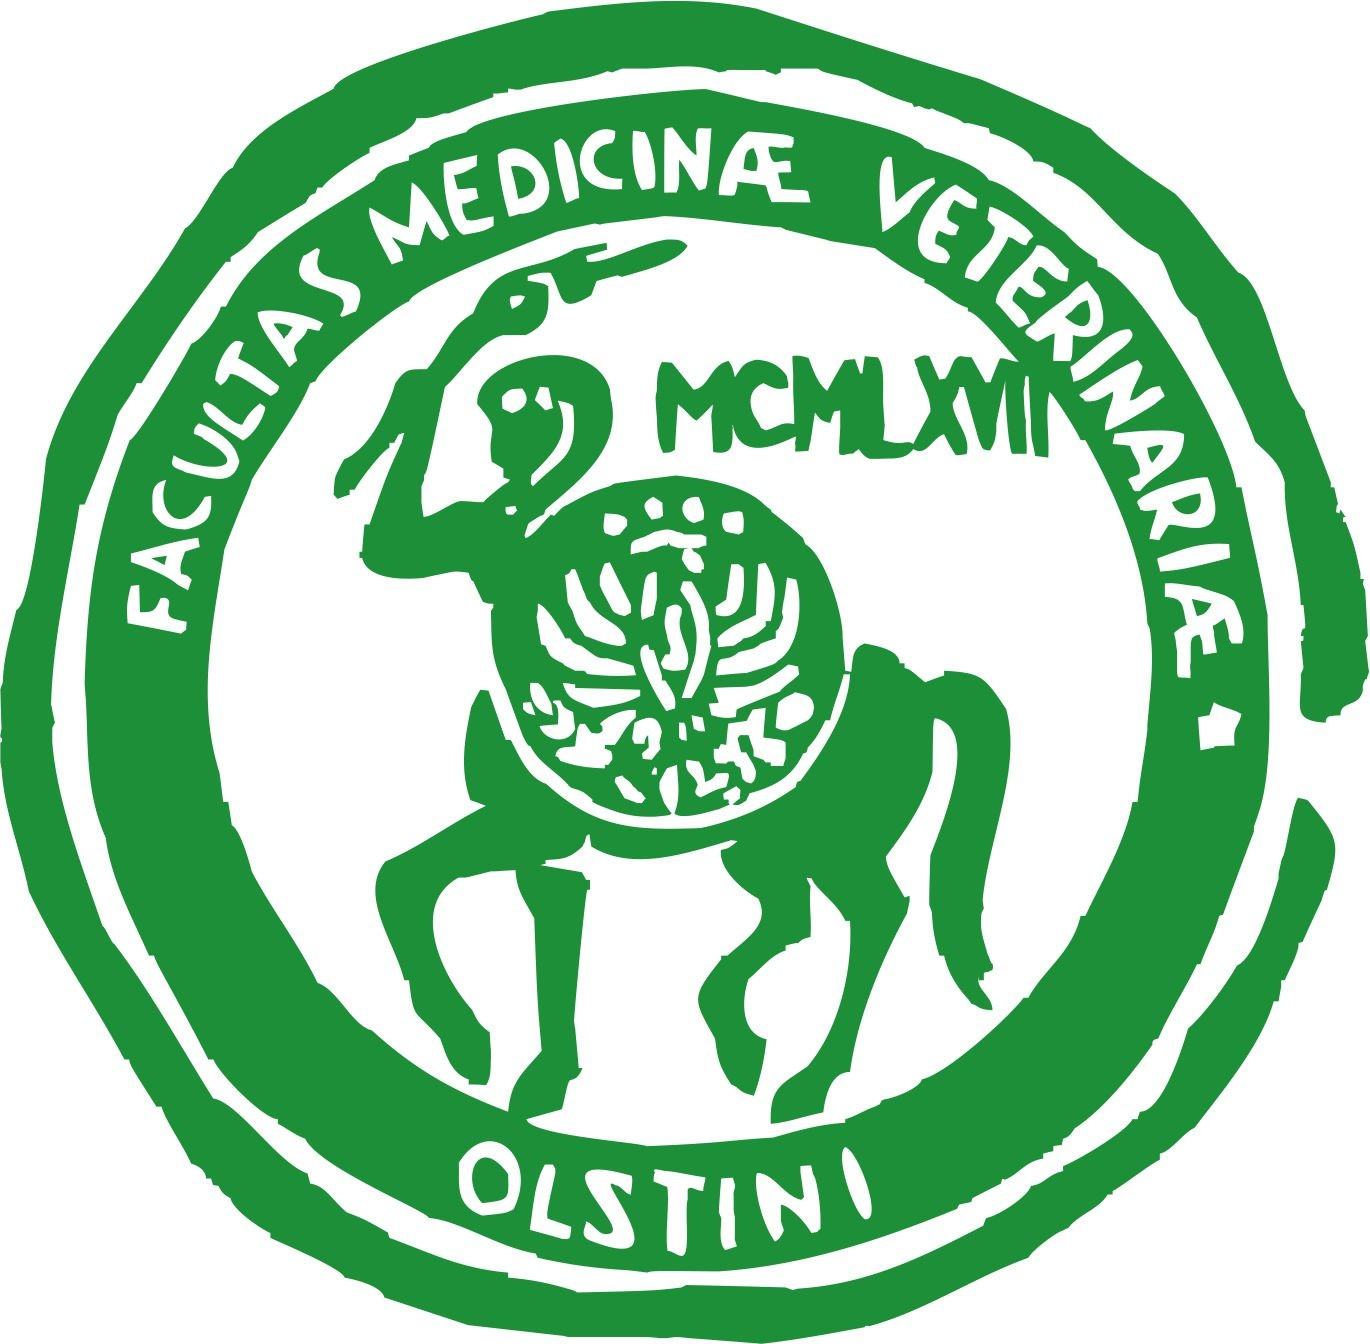 FACULTAS MEDICINÆ VETERINARIÆ
MCMLXVII
OLSTINI